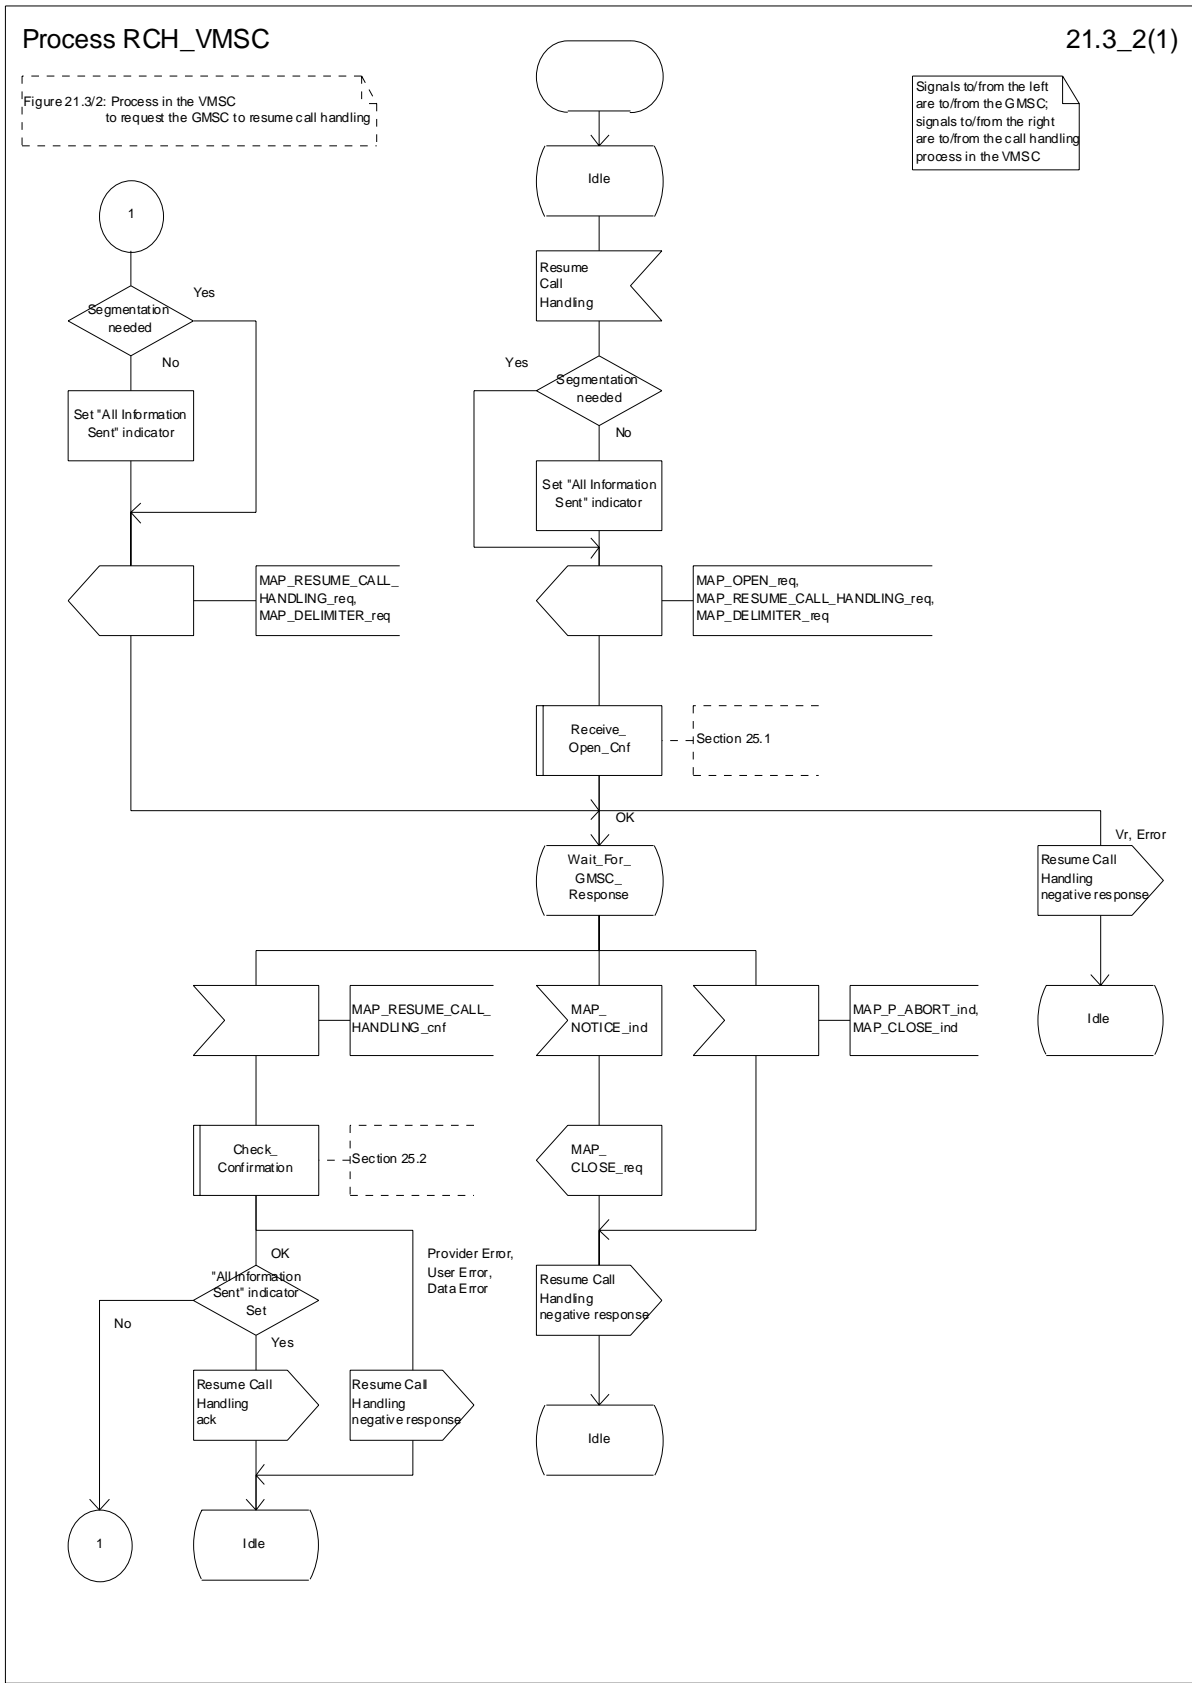 Process RCH_VMSC
21.3_2(1)
Figure 21.3/2: Process in the VMSC
to request the GMSC to resume call handling
Signals to/from the left
are to/from the GMSC;
signals to/from the right
are to/from the call handling
process in the VMSC
Idle
1
Resume
Call
Handling
Segmentation
needed
Yes
No
Set "All Information
Sent" indicator
Yes
Segmentation
needed
No
Set "All Information
Sent" indicator
MAP_RESUME_CALL_
HANDLING_req,
MAP_DELIMITER_req
MAP_OPEN_req,
MAP_RESUME_CALL_HANDLING_req,
MAP_DELIMITER_req
Receive_
Open_Cnf
Section 25.1
OK
Vr, Error
Wait_For_
GMSC_
Response
Resume Call
Handling
negative response
Idle
MAP_RESUME_CALL_
HANDLING_cnf
MAP_
NOTICE_ind
MAP_P_ABORT_ind,
MAP_CLOSE_ind
Check_
Confirmation
Section 25.2
MAP_
CLOSE_req
OK
Provider Error,
User Error,
Data Error
"All Information
Sent" indicator
Set
No
Yes
Resume Call
Handling
negative response
Resume Call
Handling
ack
Resume Call
Handling
negative response
Idle
1
Idle